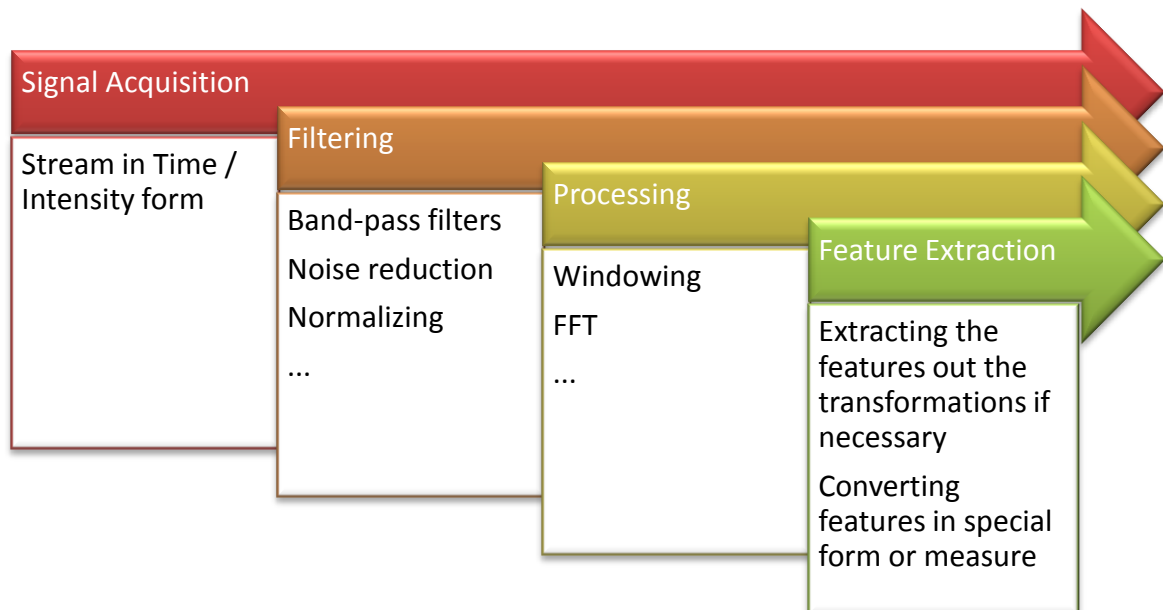 Signal Acquisition
Stream in Time /
Intensity form
Filtering
Band-pass filters
Noise reduction
Normalizing
...
Processing
Windowing
FFT
...
Feature Extraction
Extracting the
features out the
transformations if
necessary
Converting
features in special
form or measure